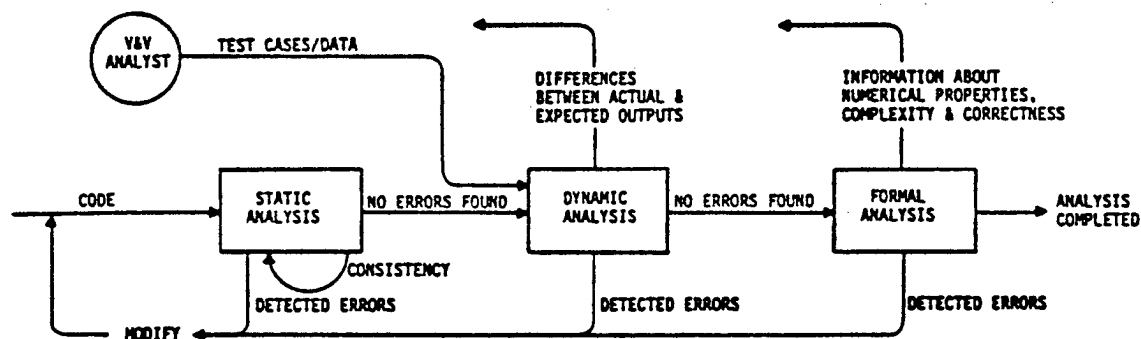 V&V
ANALYST
TEST CASES/DATA
DIFFERENCES
BETWEEN ACTUAL &
EXPECTED OUTPUTS
INFORMATION ABOUT
NUMERICAL PROPERTIES,
COMPLEXITY & CORRECTNESS
CODE
STATIC
ANALYSIS
NO ERRORS FOUND
DYNAMIC
ANALYSIS
NO ERRORS FOUND
FORMAL
ANALYSIS
ANALYSIS
COMPLETED
CONSISTENCY
DETECTED ERRORS
DETECTED ERRORS
DETECTED ERRORS
MODIFY